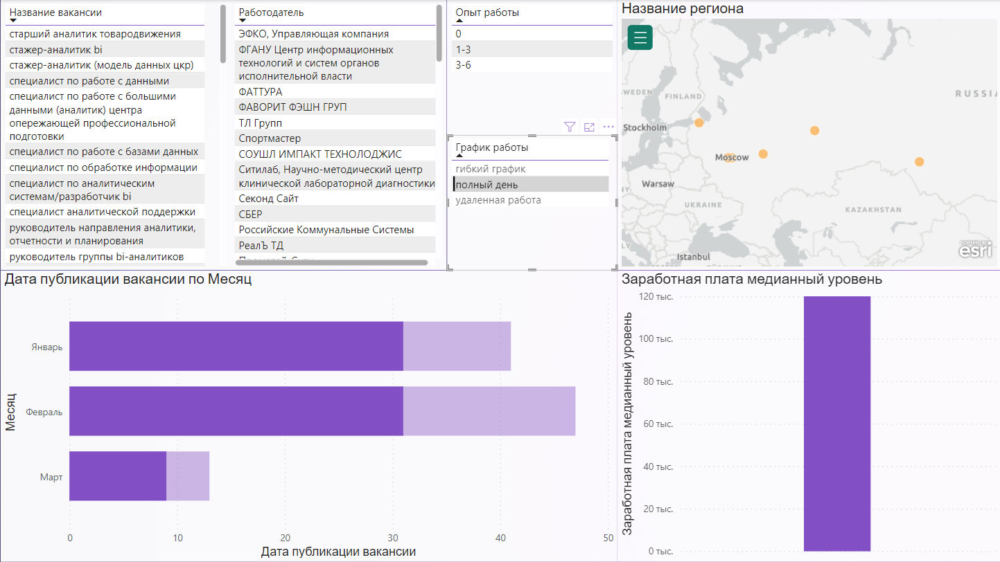 Название вакансии
старший аналитик товародвижения
стажер-аналитик bi
стажер-аналитик (модель данных цкр)
специалист по работе с данными
специалист по работе с большими
данными (аналитик) центра
опережающей профессиональной
подготовки
специалист по работе с базами данных
специалист по обработке информации
специалист по аналитическим
системам/разработчик bi
специалист аналитической поддержки
руководитель направления аналитики,
отчетности и планирования
руководитель группы bi-аналитиков
Работодатель
ЭФКО, Управляющая компания
ФГАНУ Центр информационных
технологий и систем органов
исполнительной власти
ФАТТУРА
ФАВОРИТ ФЭШН ГРУП
ТЛ Групп
Спортмастер
СОУШЛ ИМПАКТ ТЕХНОЛОДЖИС
Ситилаб, Научно-методический центр
клинической лабораторной диагностики
Секонд Сайт
СБЕР
Российские Коммунальные Системы
РеалЪ ТД
Опыт работы
0
1-3
3-6
График работы
гибкий график
полный день
удаленная работа
Название региона
SWEDEN
FINLAND
RUSSIA
Stockholm
Moscow
Warsaw
UKRAINE
KAZAKHSTAN
Istanbul
POWERED BY
esri
Дата публикации вакансии по Месяц
Месяц
Январь
Февраль
Март
0 10 20 30 40 50
Дата публикации вакансии
Заработная плата медианный уровень
Заработная плата медианный уровень
120 тыс.
100 тыс.
80 тыс.
60 тыс.
40 тыс.
20 тыс.
0 тыс.